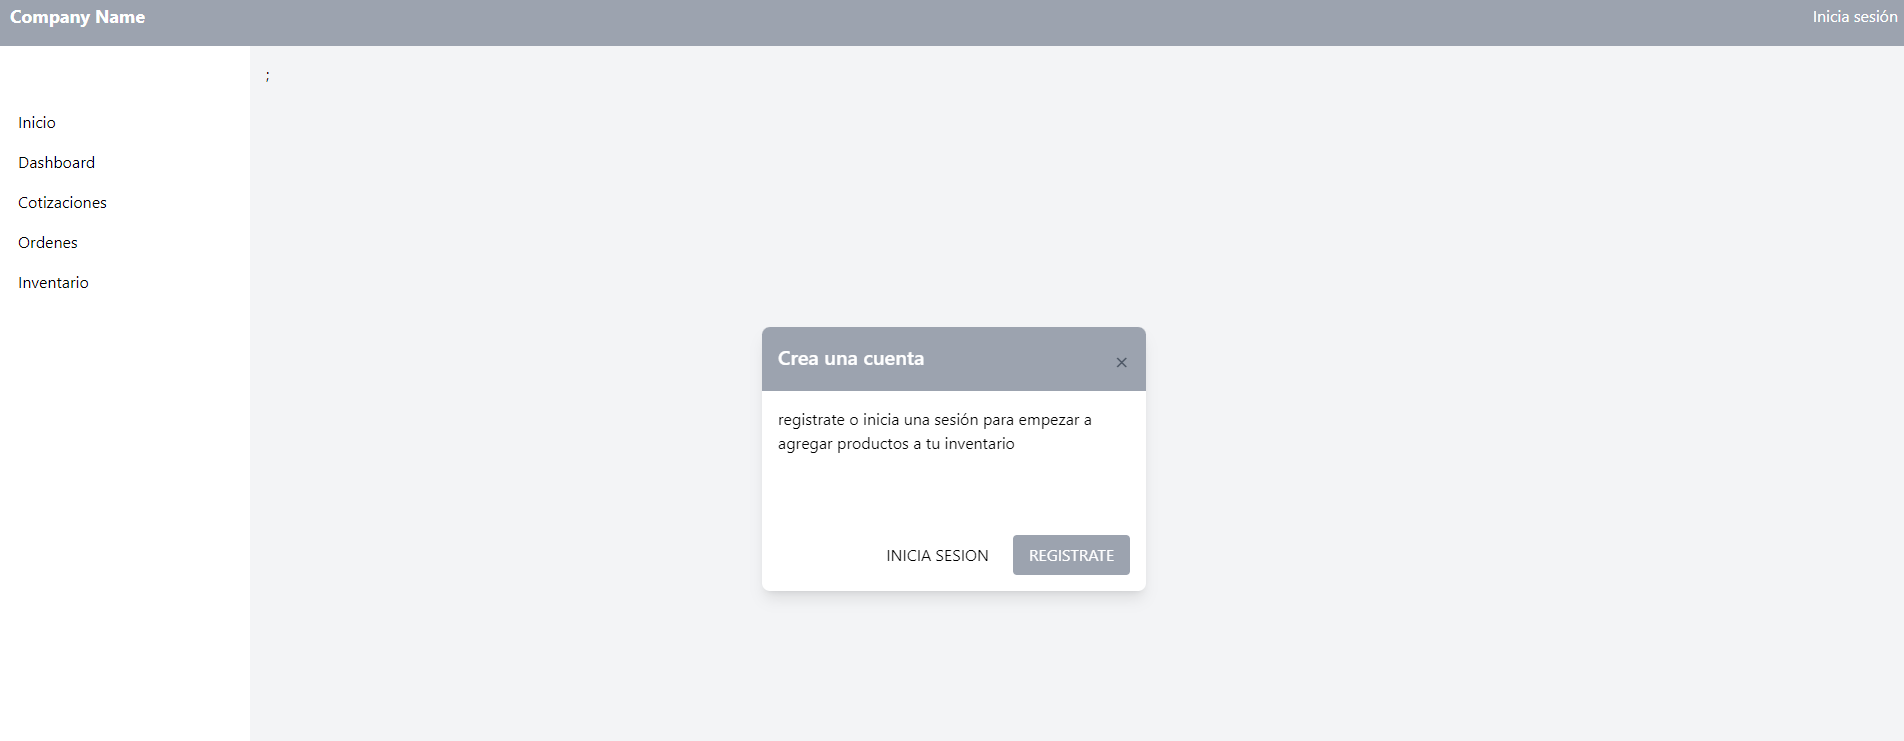 Company Name
Inicia sesión
;
Inicio
Dashboard
Cotizaciones
Ordenes
Inventario
Crea una cuenta
×
registrate o inicia una sesión para empezar a
agregar productos a tu inventario
INICIA SESION
REGISTRATE